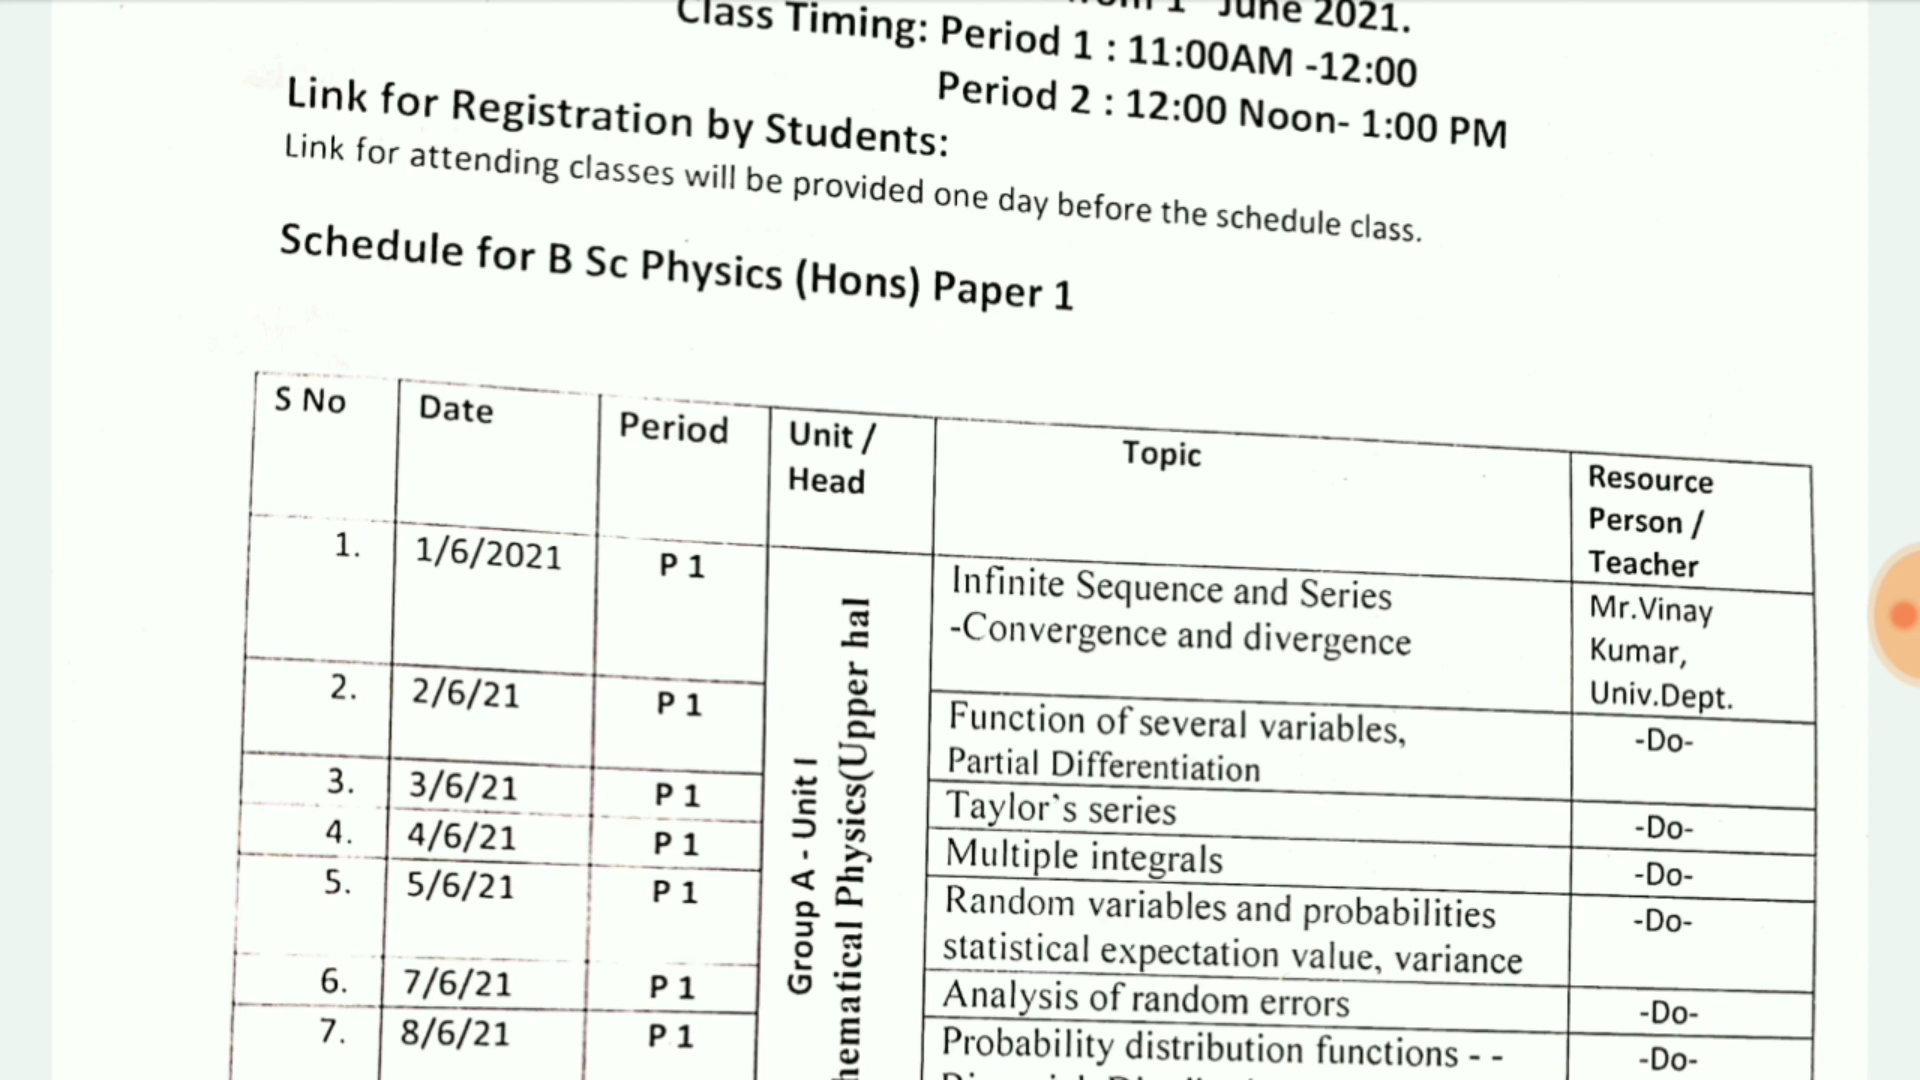 1 June 2021.
Class Timing: Period 1 : 11:00AM -12:00
Period 2 : 12:00 Noon- 1:00 PM
Link for Registration by Students:
Link for attending classes will be provided one day before the schedule class.
Schedule for B Sc Physics (Hons) Paper 1
S No
Date
Period
Unit /
Head
Topic
Resource
Person /
Teacher
Group A - Unit I
hematical Physics(Upper hal
1.
1/6/2021
P 1
Infinite Sequence and Series
-Convergence and divergence
Mr.Vinay
Kumar,
Univ.Dept.
2.
2/6/21
P 1
Function of several variables,
Partial Differentiation
-Do-
3.
3/6/21
P 1
Taylor`s series
-Do-
4.
4/6/21
P 1
Multiple integrals
-Do-
5.
5/6/21
P 1
Random variables and probabilities
statistical expectation value, variance
-Do-
6.
7/6/21
P 1
Analysis of random errors
-Do-
7.
8/6/21
P 1
Probability distribution functions - -
-Do-